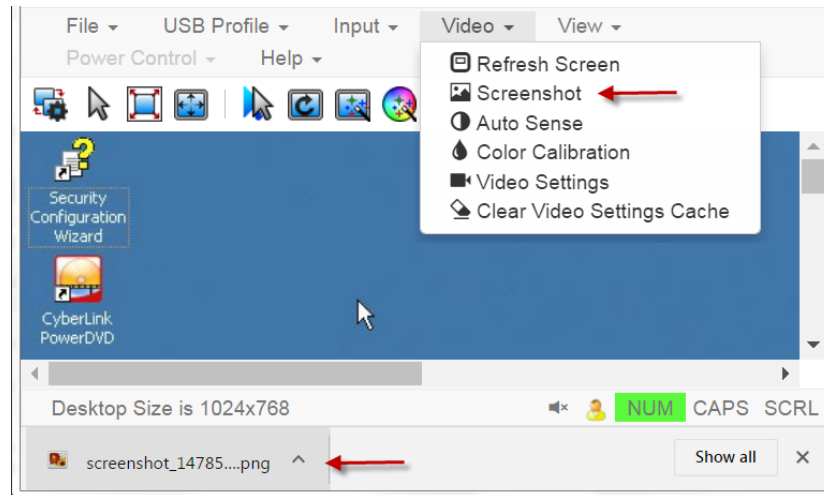 File USB Profile Input Video View
Power Control Help
Refresh Screen
Screenshot
Auto Sense
Color Calibration
Video Settings
Clear Video Settings Cache
Security
Configuration
Wizard
CyberLink
PowerDVD
Desktop Size is 1024x768 NUM CAPS SCRL
screenshot_14785....png Show all